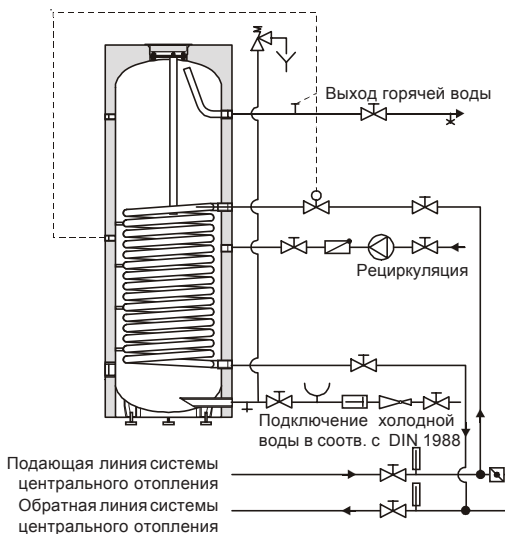 Выход горячей воды
Рециркуляция
Подключение холодной
воды в соотв. с DIN 1988
Подающая линия системы
центрального отопления
Обратная линия системы
центрального отопления